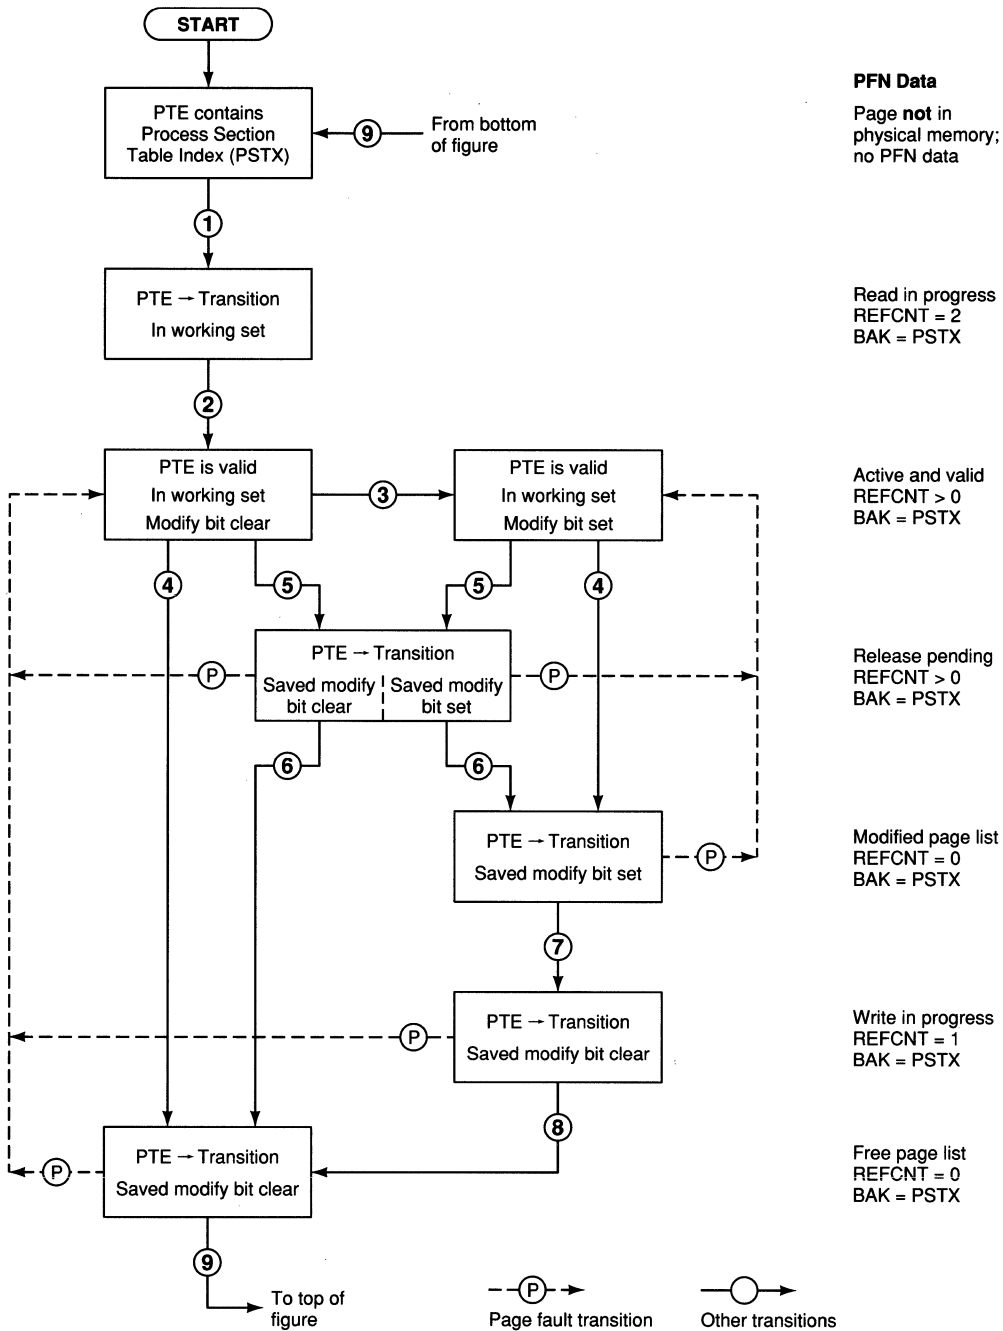 START
PFN Data
PTE contains
Process Section
Table Index (PSTX)
9
From bottom
of figure
Page not in
physical memory;
no PFN data
1
PTE → Transition
In working set
Read in progress
REFCNT = 2
BAK = PSTX
2
PTE is valid
In working set
Modify bit clear
3
PTE is valid
In working set
Modify bit set
Active and valid
REFCNT > 0
BAK = PSTX
4
5
5
4
PTE → Transition
Saved modify
bit clear
Saved modify
bit set
P
P
Release pending
REFCNT > 0
BAK = PSTX
6
6
PTE → Transition
Saved modify bit set
P
Modified page list
REFCNT = 0
BAK = PSTX
7
PTE → Transition
Saved modify bit clear
P
Write in progress
REFCNT = 1
BAK = PSTX
8
PTE → Transition
Saved modify bit clear
P
Free page list
REFCNT = 0
BAK = PSTX
9
To top of
figure
P
Page fault transition
Other transitions